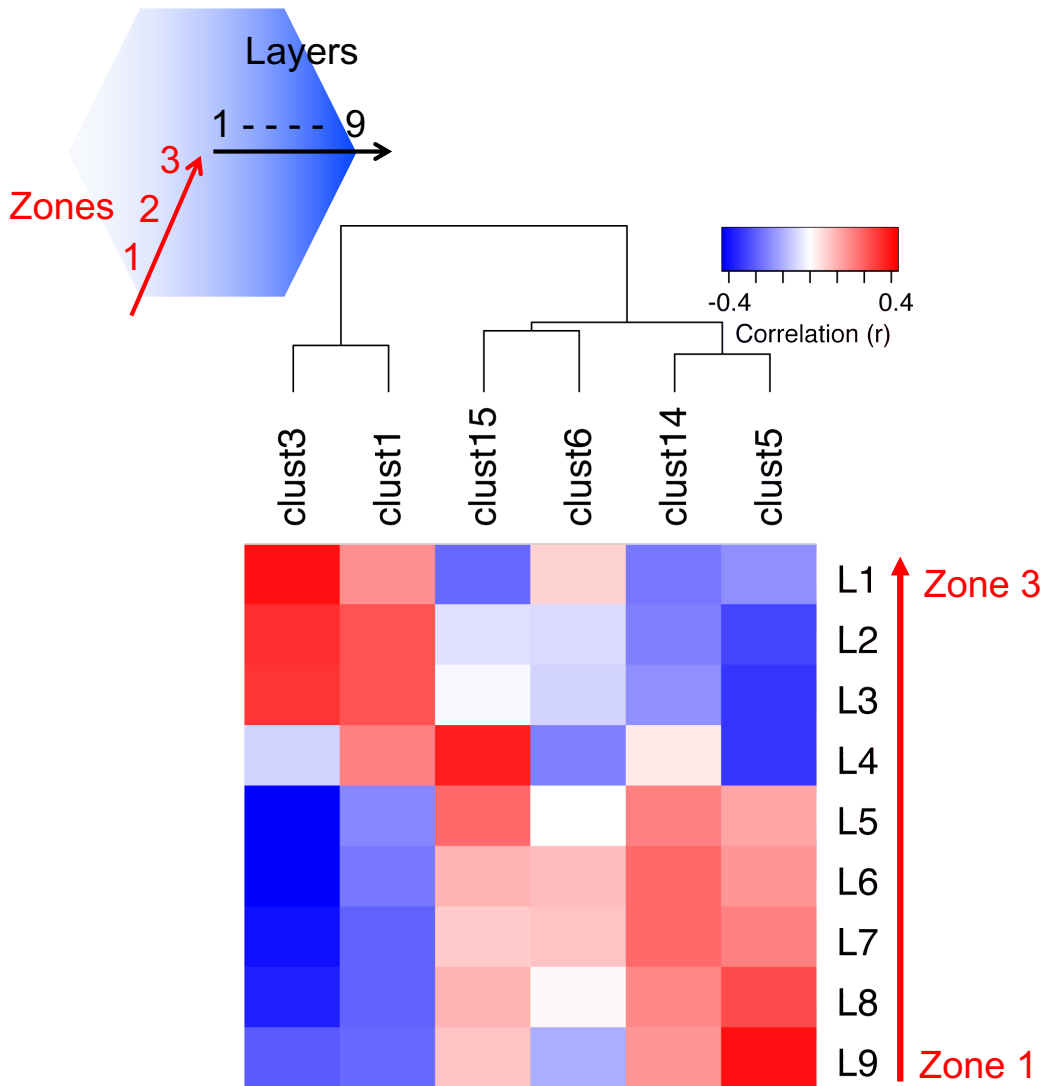 Layers
1 - - - - 9
3
Zones 2
1
-0.4 0.4
Correlation (r)
clust3 clust1 clust15 clust6 clust14 clust5
L1 Zone 3
L2
L3
L4
L5
L6
L7
L8
L9 Zone 1